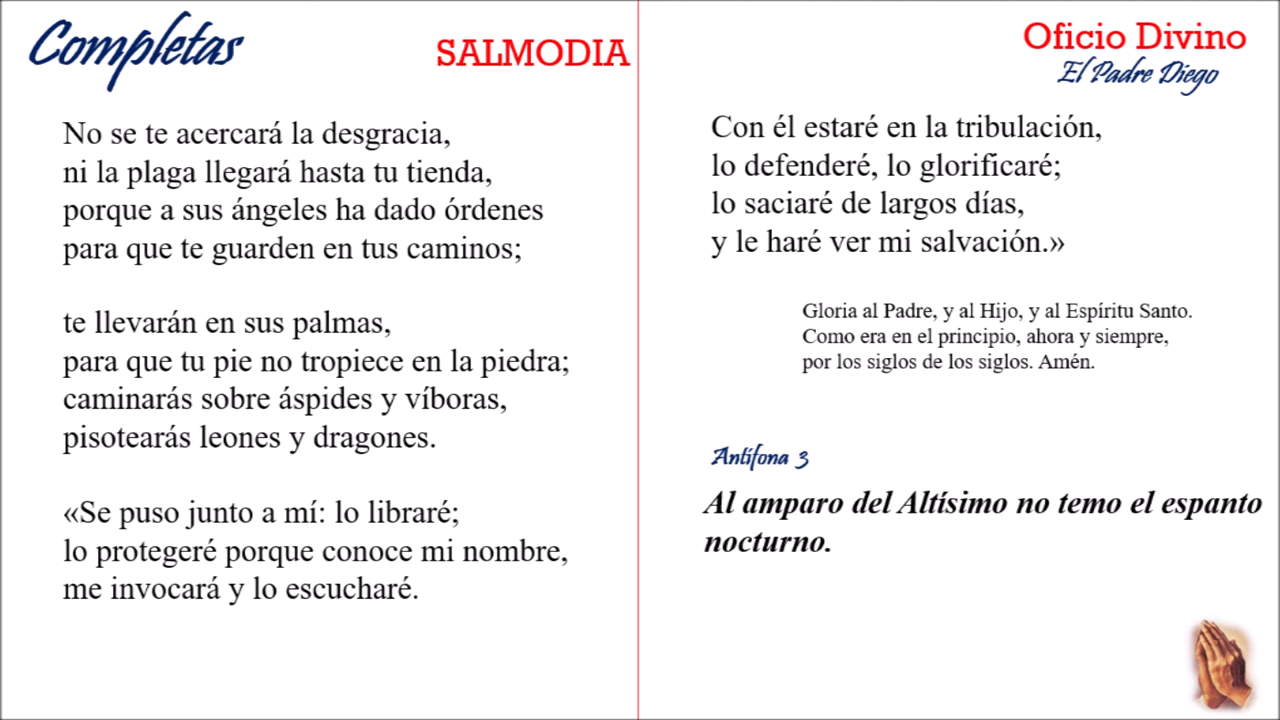 Completas
SALMODIA
No se te acercará la desgracia,
ni la plaga llegará hasta tu tienda,
porque a sus ángeles ha dado órdenes
para que te guarden en tus caminos;
te llevarán en sus palmas,
para que tu pie no tropiece en la piedra;
caminarás sobre áspides y víboras,
pisotearás leones y dragones.
«Se puso junto a mí: lo libraré;
lo protegeré porque conoce mi nombre,
me invocará y lo escucharé.
Oficio Divino
El Padre Diego
Con él estaré en la tribulación,
lo defenderé, lo glorificaré;
lo saciaré de largos días,
y le haré ver mi salvación.»
Gloria al Padre, y al Hijo, y al Espíritu Santo.
Como era en el principio, ahora y siempre,
por los siglos de los siglos. Amén.
Antífona 3
Al amparo del Altísimo no temo el espanto
nocturno.